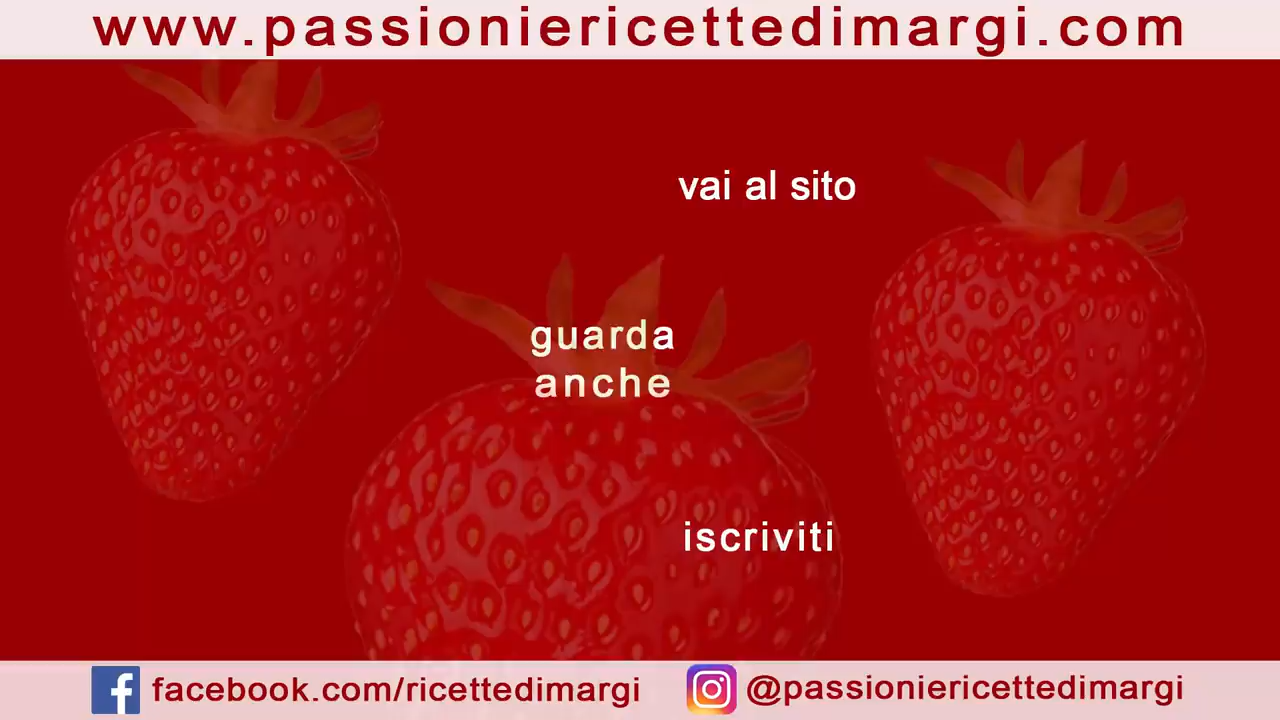 www.passioniericettedimargi.com
vai al sito
guarda
anche
iscriviti
facebook.com/ricettedimargi
@passioniericettedimargi